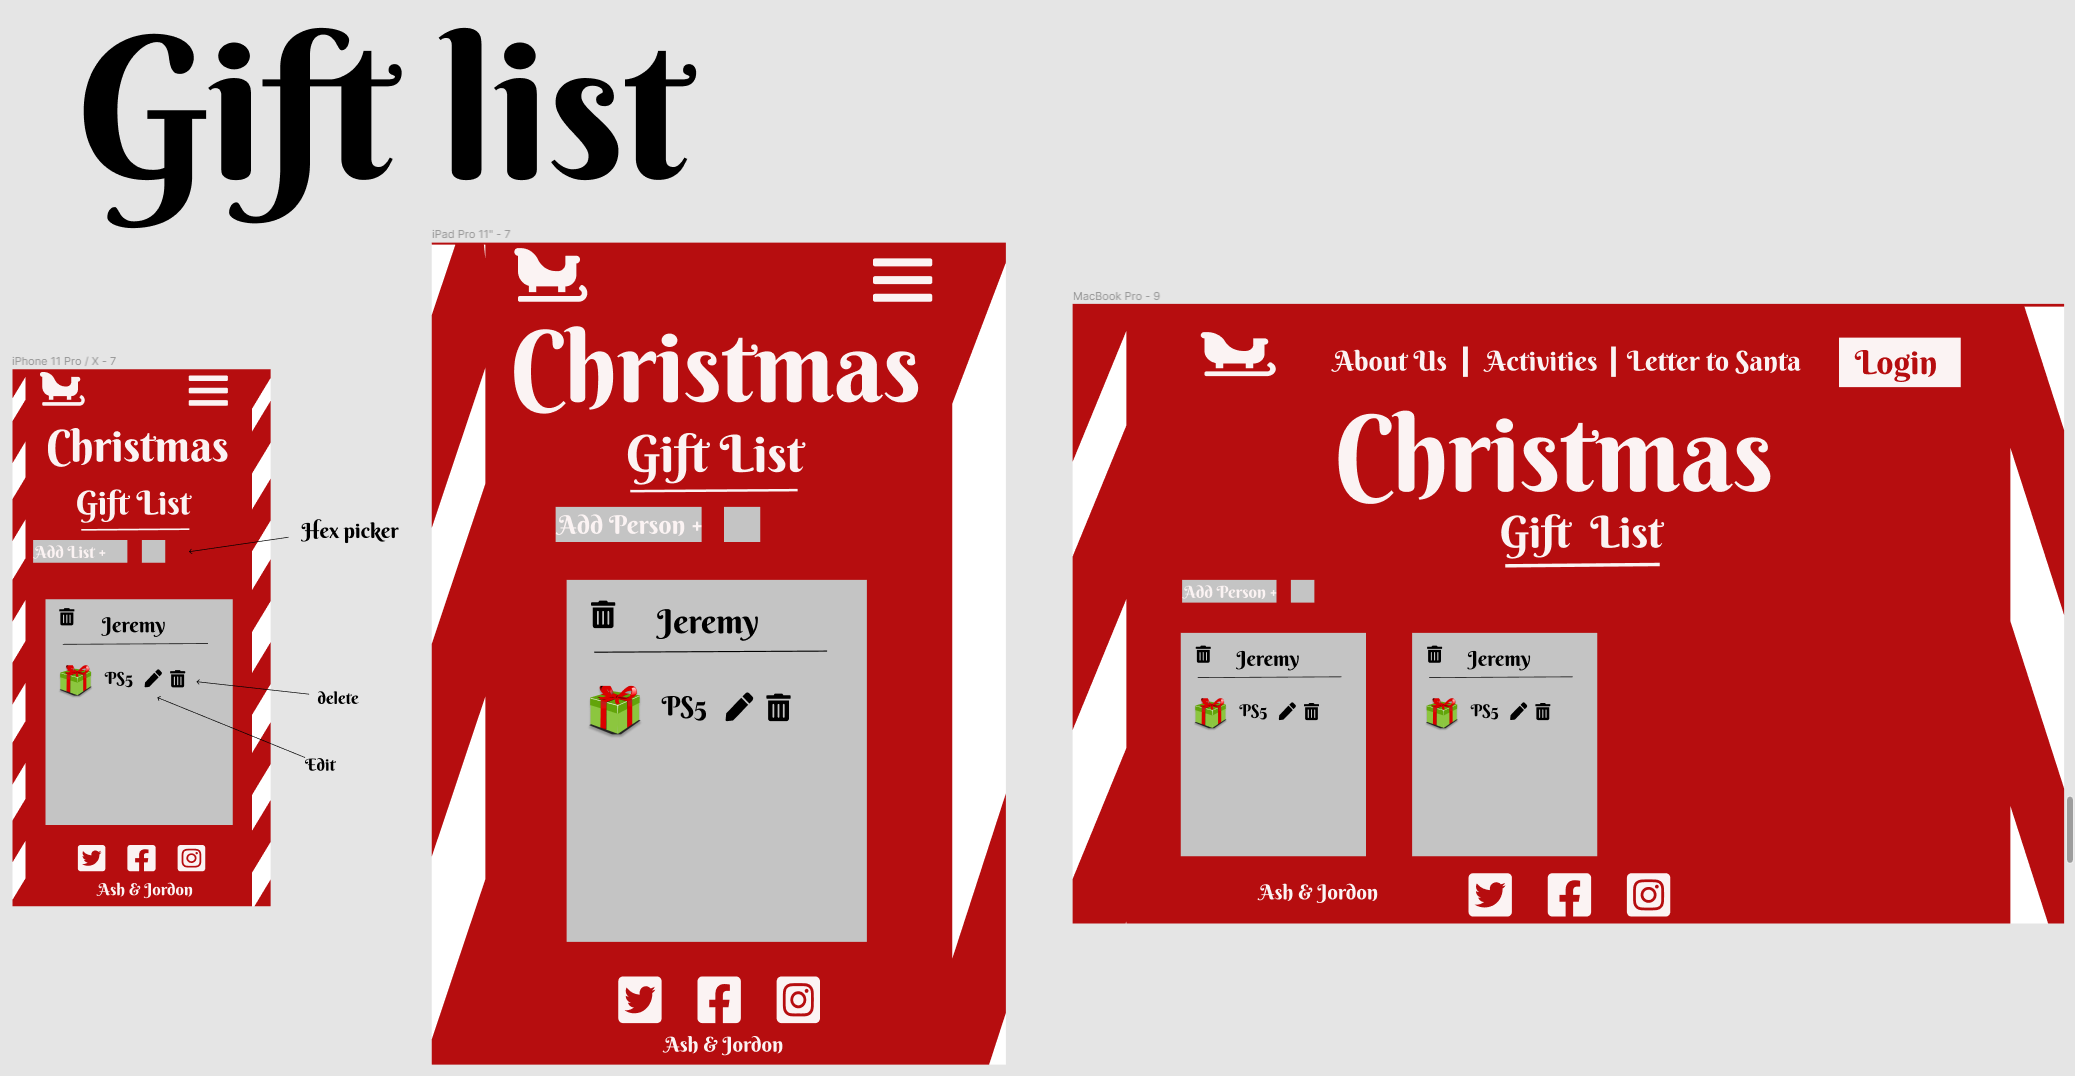 Gift list
iPhone 11 Pro / X - 7
Christmas
Gift List
Add List +
Jeremy
PS5
Ash & Jordon
Hex picker
delete
Edit
iPad Pro 11" - 7
Christmas
Gift List
Add Person +
Jeremy
PS5
Ash & Jordon
MacBook Pro - 9
About Us | Activities | Letter to Santa
Login
Christmas
Gift List
Add Person +
Jeremy
PS5
Jeremy
PS5
Ash & Jordon